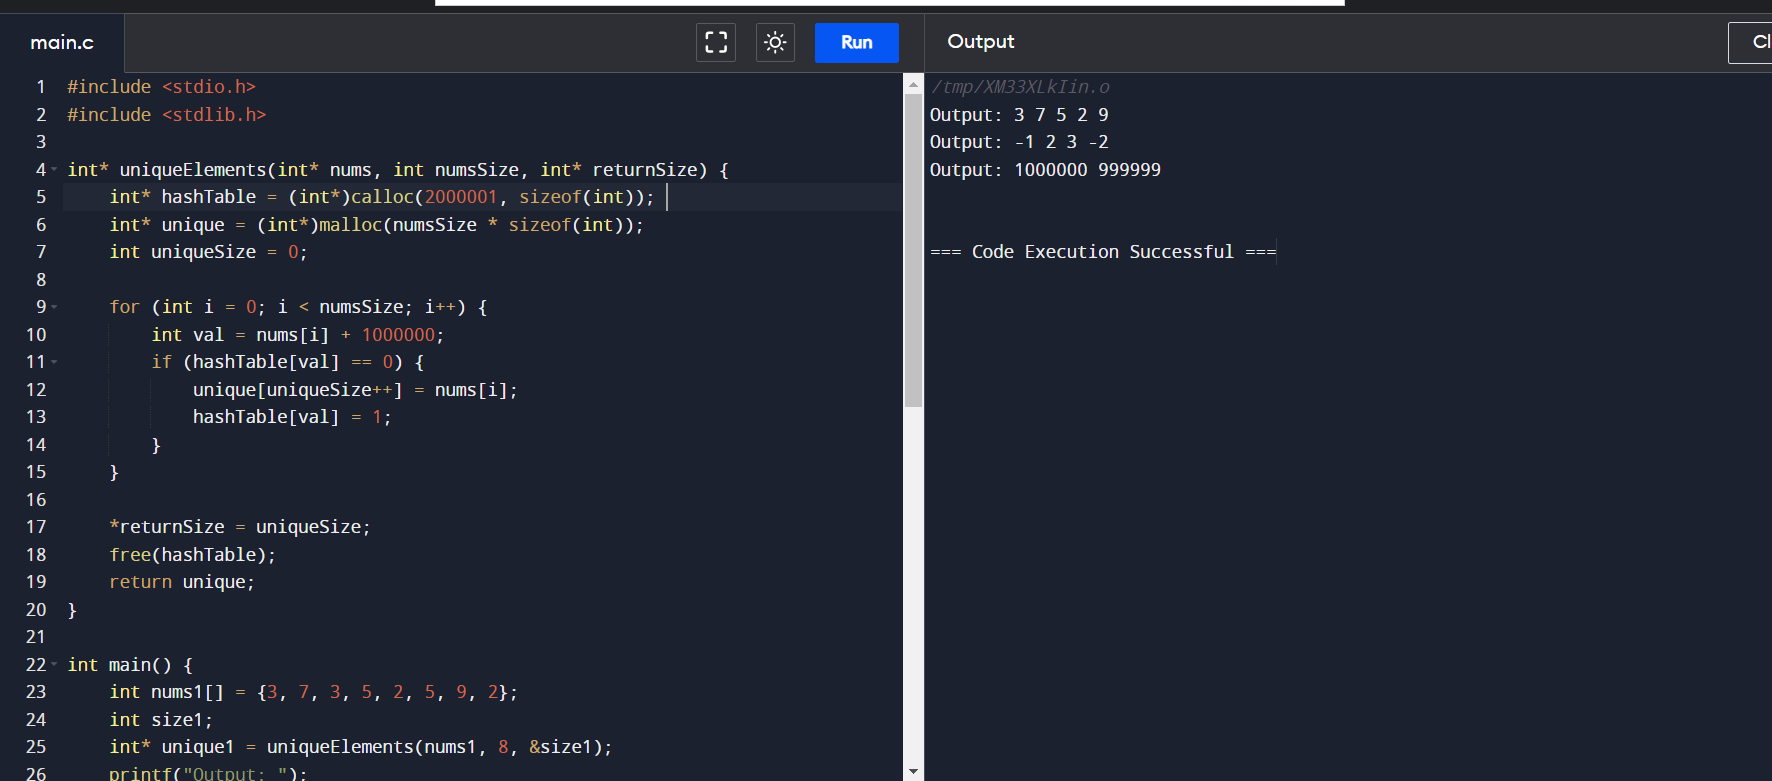 main.c
Run
Output
Cl
1 #include <stdio.h>
2 #include <stdlib.h>
3
4 int* uniqueElements(int* nums, int numsSize, int* returnSize) {
5 int* hashTable = (int*)calloc(2000001, sizeof(int));
6 int* unique = (int*)malloc(numsSize * sizeof(int));
7 int uniqueSize = 0;
8
9 for (int i = 0; i < numsSize; i++) {
10 int val = nums[i] + 1000000;
11 if (hashTable[val] == 0) {
12 unique[uniqueSize++] = nums[i];
13 hashTable[val] = 1;
14 }
15 }
16
17 *returnSize = uniqueSize;
18 free(hashTable);
19 return unique;
20 }
21
22 int main() {
23 int nums1[] = {3, 7, 3, 5, 2, 5, 9, 2};
24 int size1;
25 int* unique1 = uniqueElements(nums1, 8, &size1);
26 printf("Output: ");
/tmp/XM33XLkIin.o
Output: 3 7 5 2 9
Output: -1 2 3 -2
Output: 1000000 999999
=== Code Execution Successful ===